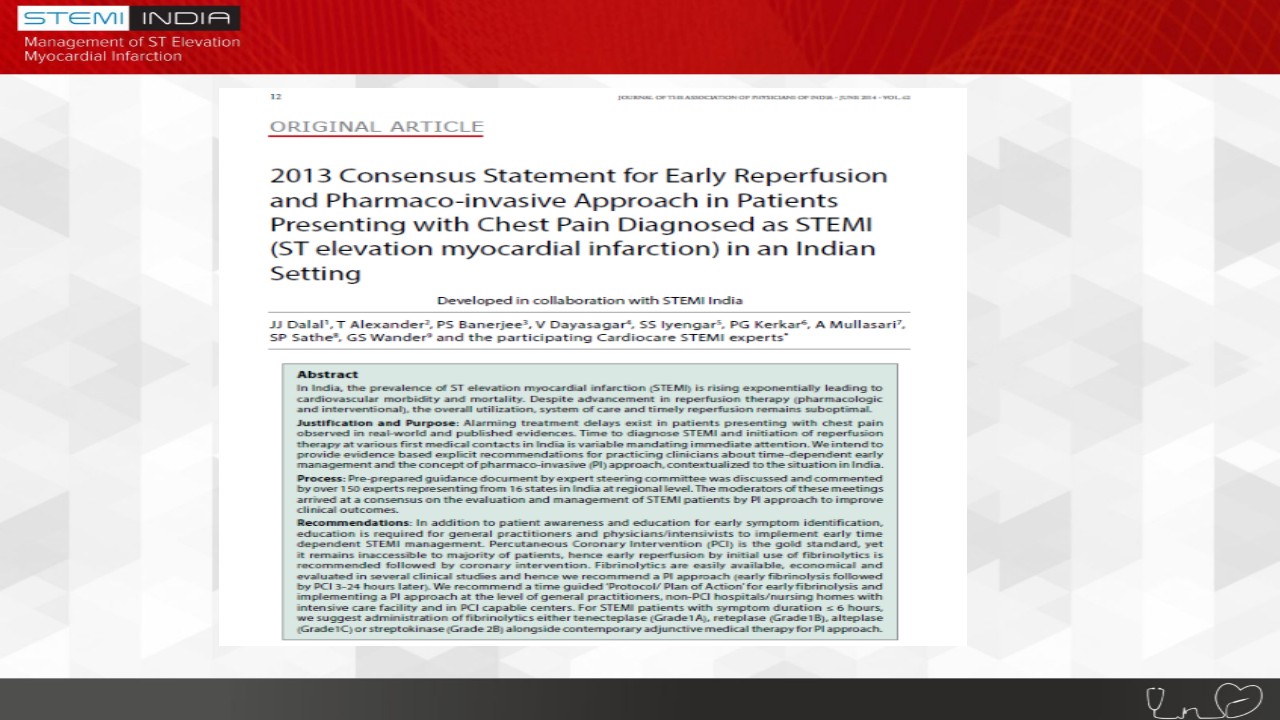 STEMI INDIA
Management of ST Elevation
Myocardial Infarction
12
JOURNAL OF THE ASSOCIATION OF PHYSICIANS OF INDIA • JUNE 2014 • VOL. 62
ORIGINAL ARTICLE
2013 Consensus Statement for Early Reperfusion
and Pharmaco-invasive Approach in Patients
Presenting with Chest Pain Diagnosed as STEMI
(ST elevation myocardial infarction) in an Indian
Setting
Developed in collaboration with STEMI India
JJ Dalal¹, T Alexander², PS Banerjee³, V Dayasagar⁴, SS Iyengar⁵, PG Kerkar⁶, A Mullasari⁷,
SP Sathe⁸, GS Wander⁹ and the participating Cardiocare STEMI experts*
Abstract
In India, the prevalence of ST elevation myocardial infarction (STEMI) is rising exponentially leading to
cardiovascular morbidity and mortality. Despite advancement in reperfusion therapy (pharmacologic
and interventional), the overall utilization, system of care and timely reperfusion remains suboptimal.
Justification and Purpose: Alarming treatment delays exist in patients presenting with chest pain
observed in real-world and published evidences. Time to diagnose STEMI and initiation of reperfusion
therapy at various first medical contacts in India is variable mandating immediate attention. We intend to
provide evidence based explicit recommendations for practicing clinicians about time-dependent early
management and the concept of pharmaco-invasive (PI) approach, contextualized to the situation in India.
Process: Pre-prepared guidance document by expert steering committee was discussed and commented
by over 150 experts representing from 16 states in India at regional level. The moderators of these meetings
arrived at a consensus on the evaluation and management of STEMI patients by PI approach to improve
clinical outcomes.
Recommendations: In addition to patient awareness and education for early symptom identification,
education is required for general practitioners and physicians/intensivists to implement early time
dependent STEMI management. Percutaneous Coronary Intervention (PCI) is the gold standard, yet
it remains inaccessible to majority of patients, hence early reperfusion by initial use of fibrinolytics is
recommended followed by coronary intervention. Fibrinolytics are easily available, economical and
evaluated in several clinical studies and hence we recommend a PI approach (early fibrinolysis followed
by PCI 3-24 hours later). We recommend a time guided 'Protocol/ Plan of Action' for early fibrinolysis and
implementing a PI approach at the level of general practitioners, non-PCI hospitals/nursing homes with
intensive care facility and in PCI capable centers. For STEMI patients with symptom duration ≤ 6 hours,
we suggest administration of fibrinolytics either tenecteplase (Grade1A), reteplase (Grade1B), alteplase
(Grade1C) or streptokinase (Grade 2B) alongside contemporary adjunctive medical therapy for PI approach.